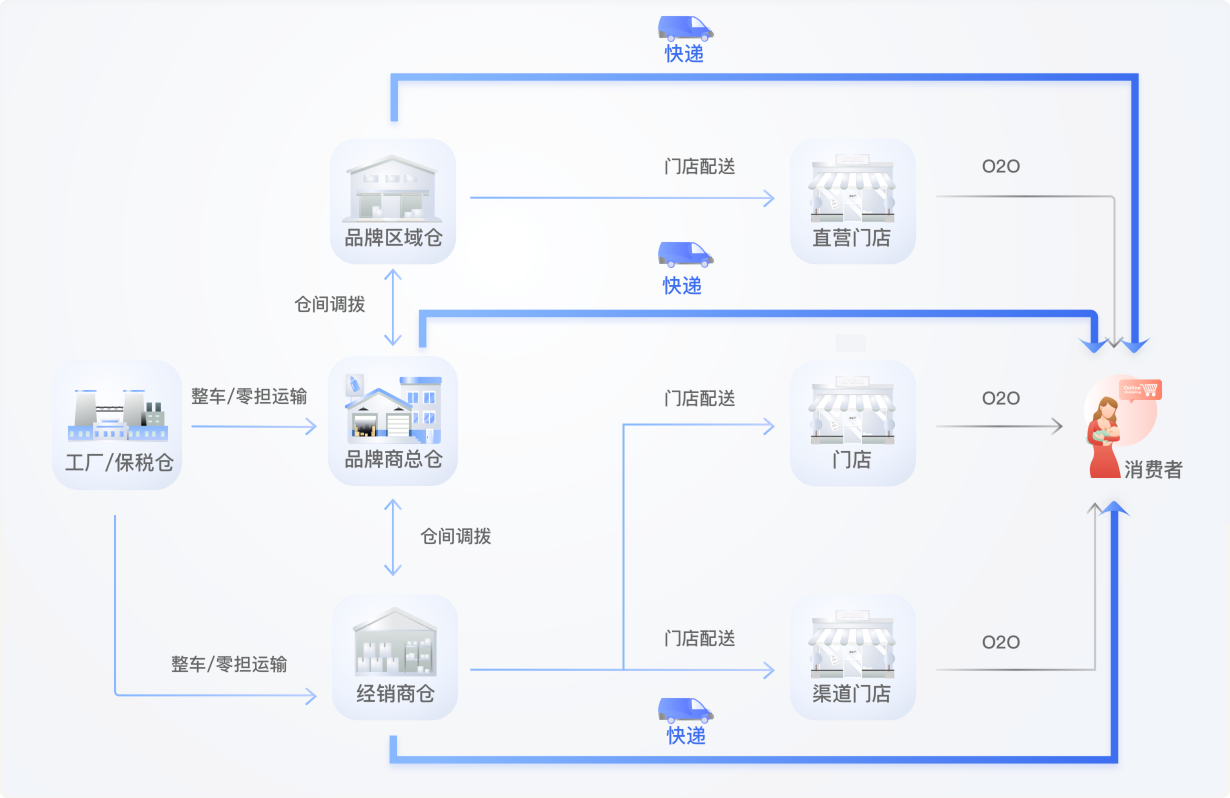 快递
门店配送
O2O
品牌区域仓
直营门店
快递
仓间调拨
整车/零担运输
门店配送
O2O
Online
工厂/保税仓
品牌商总仓
门店
消费者
仓间调拨
整车/零担运输
门店配送
O2O
经销商仓
渠道门店
快递